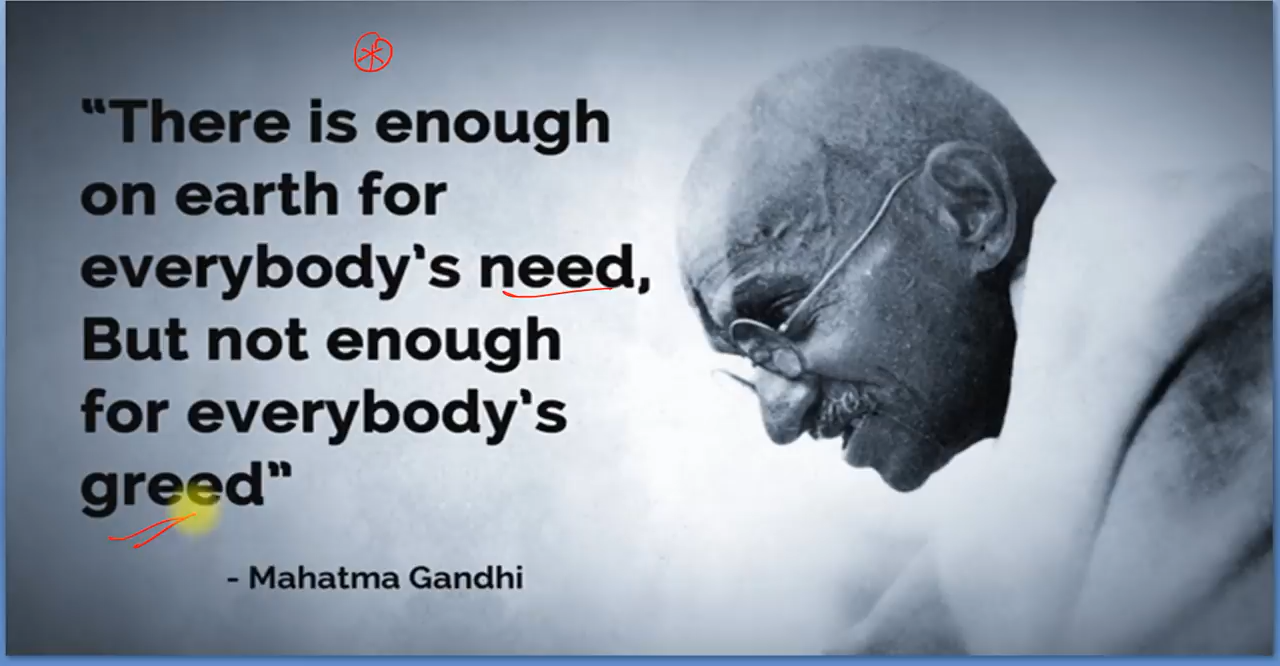 “There is enough
on earth for
everybody’s need,
But not enough
for everybody’s
greed”
- Mahatma Gandhi